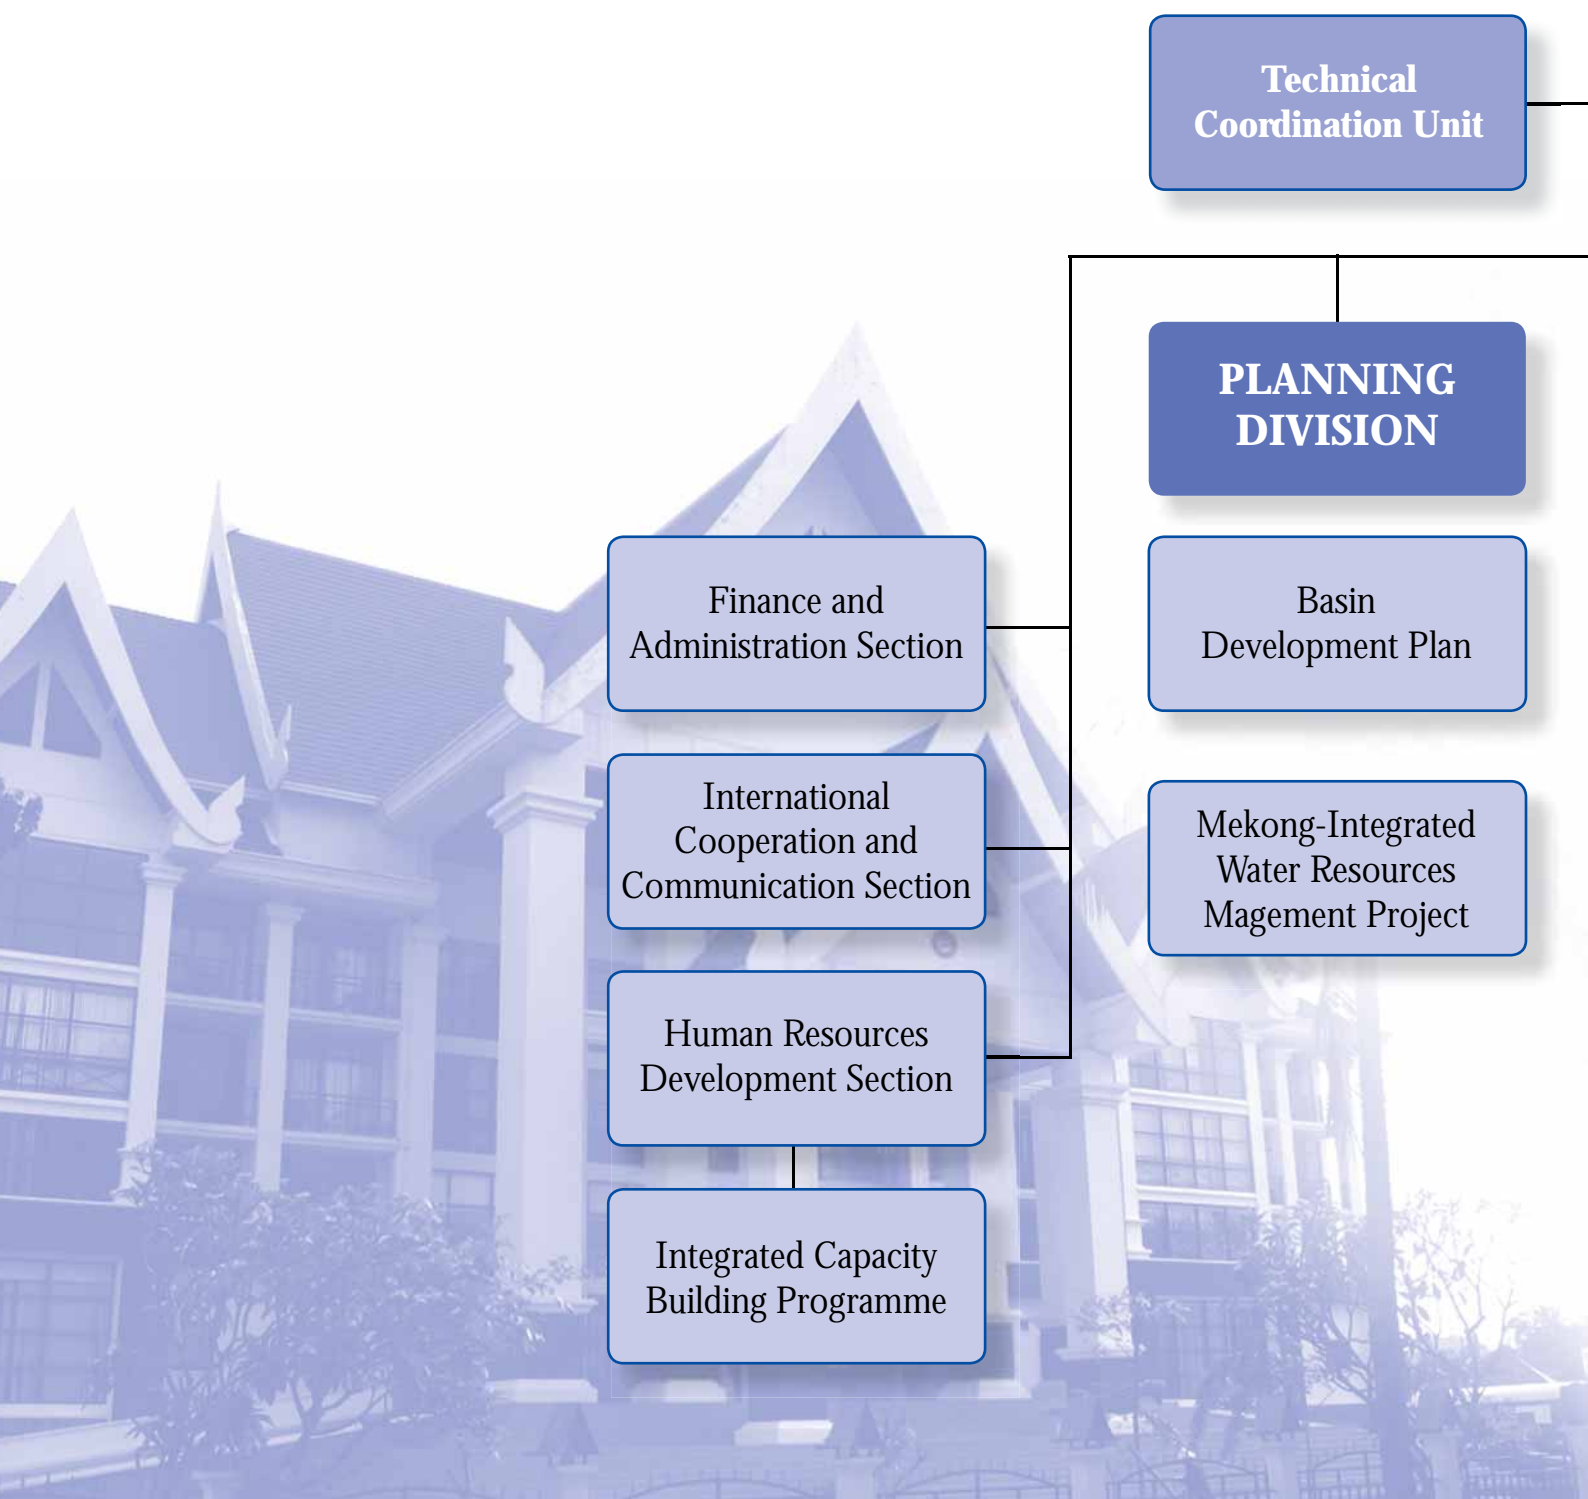 Technical
Coordination Unit
PLANNING
DIVISION
Finance and
Administration Section
Basin
Development Plan
International
Cooperation and
Communication Section
Mekong-Integrated
Water Resources
Magement Project
Human Resources
Development Section
Integrated Capacity
Building Programme